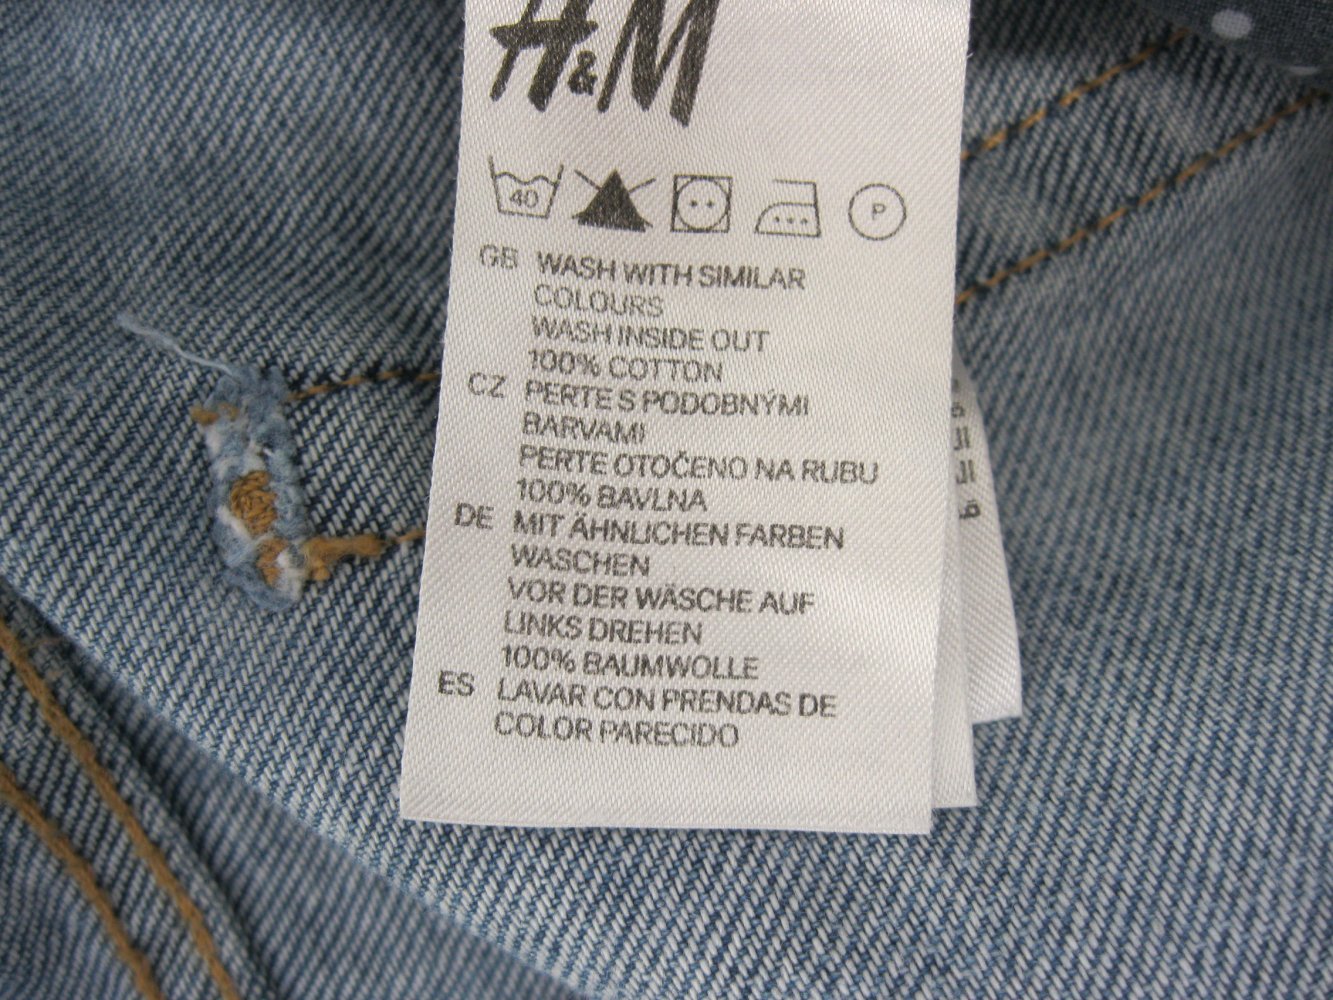 H&M
40
P
GB WASH WITH SIMILAR
COLOURS
WASH INSIDE OUT
100% COTTON
CZ PERTE S PODOBNÝMI
BARVAMI
PERTE OTOČENO NA RUBU
100% BAVLNA
DE MIT ÄHNLICHEN FARBEN
WASCHEN
VOR DER WÄSCHE AUF
LINKS DREHEN
100% BAUMWOLLE
ES LAVAR CON PRENDAS DE
COLOR PARECIDO